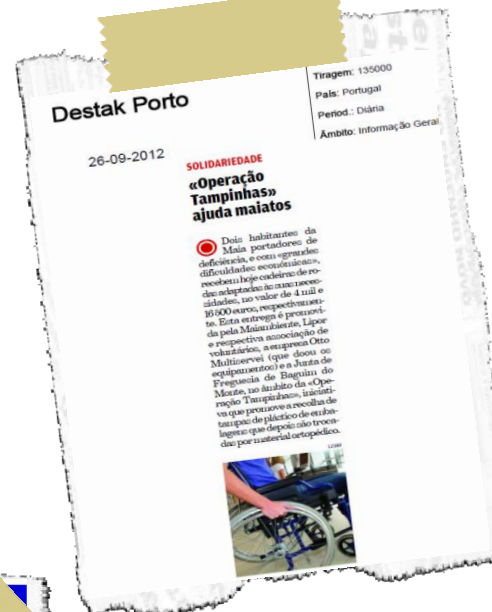 Destak Porto
Tiragem: 135000
País: Portugal
Period.: Diária
Âmbito: Informação Geral
26-09-2012
SOLIDARIEDADE
«Operação
Tampinhas»
ajuda maiatos
Dois habitantes da
Maia portadores de
deficiência, e com «grandes
dificuldades económicas»,
recebem hoje cadeiras de ro-
das adaptadas às suas neces-
sidades, no valor de 4 mil e
16 500 euros, respectivamen-
te. Esta entrega é promovi-
da pela Maiambiente, Lipor
e respectiva associação de
voluntários, a empresa Otto
Multiservei (que doou os
equipamentos) e a Junta de
Freguesia de Baguim do
Monte, no âmbito da «Ope-
ração Tampinhas», iniciati-
va que promove a recolha de
tampas de plástico de emba-
lagens que depois são troca-
das por material ortopédico.